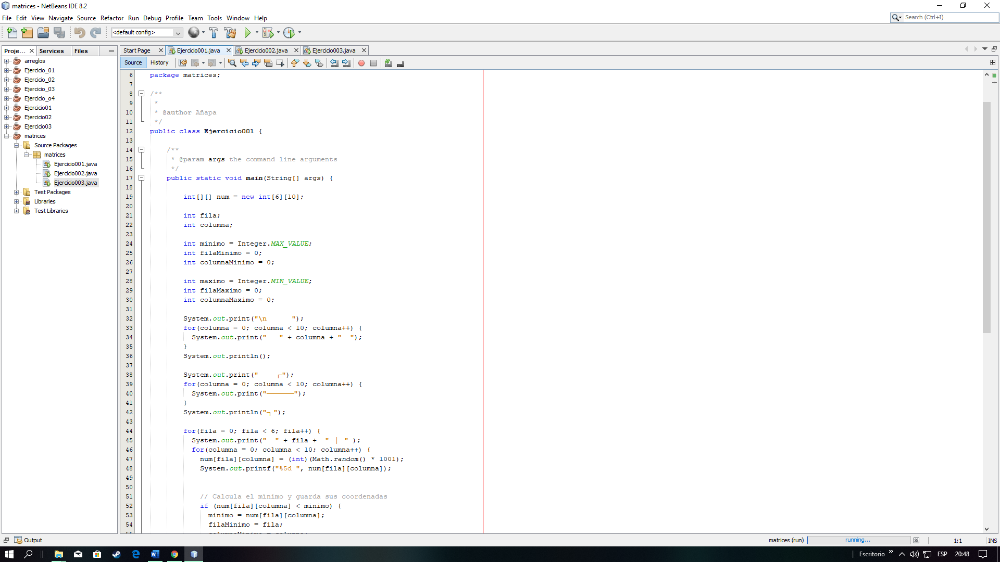 matrices - NetBeans IDE 8.2
File Edit View Navigate Source Refactor Run Debug Profile Team Tools Window Help
Search (Ctrl+I)
<default config>
Proje... Services Files
Start Page Ejercicio001.java Ejercicio002.java Ejercicio003.java
Source History
arreglos
Ejercicio_01
Ejercicio_02
Ejercicio_03
Ejercicio_o4
Ejercicio01
Ejercicio02
Ejercicio03
matrices
Source Packages
matrices
Ejercicio001.java
Ejercicio002.java
Ejercicio003.java
Test Packages
Libraries
Test Libraries
6 package matrices;
7
8 /**
9 *
10 * @author Añapa
11 */
12 public class Ejercicio001 {
13
14 /**
15 * @param args the command line arguments
16 */
17 public static void main(String[] args) {
18
19 int[][] num = new int[6][10];
20
21 int fila;
22 int columna;
23
24 int minimo = Integer.MAX_VALUE;
25 int filaMinimo = 0;
26 int columnaMinimo = 0;
27
28 int maximo = Integer.MIN_VALUE;
29 int filaMaximo = 0;
30 int columnaMaximo = 0;
31
32 System.out.print("\n      ");
33 for(columna = 0; columna < 10; columna++) {
34 System.out.print("   " + columna + "  ");
35 }
36 System.out.println();
37
38 System.out.print("    ┌");
39 for(columna = 0; columna < 10; columna++) {
40 System.out.print("───────");
41 }
42 System.out.println("┐");
43
44 for(fila = 0; fila < 6; fila++) {
45 System.out.print("  " + fila +  " │ " );
46 for(columna = 0; columna < 10; columna++) {
47 num[fila][columna] = (int)(Math.random() * 1001);
48 System.out.printf("%5d ", num[fila][columna]);
49
50
51 // Calcula el mínimo y guarda sus coordenadas
52 if (num[fila][columna] < minimo) {
53 minimo = num[fila][columna];
54 filaMinimo = fila;
55 columnaMinimo = columna;
Output
matrices (run) running... 1:1 INS
Escritorio » ESP 20:48